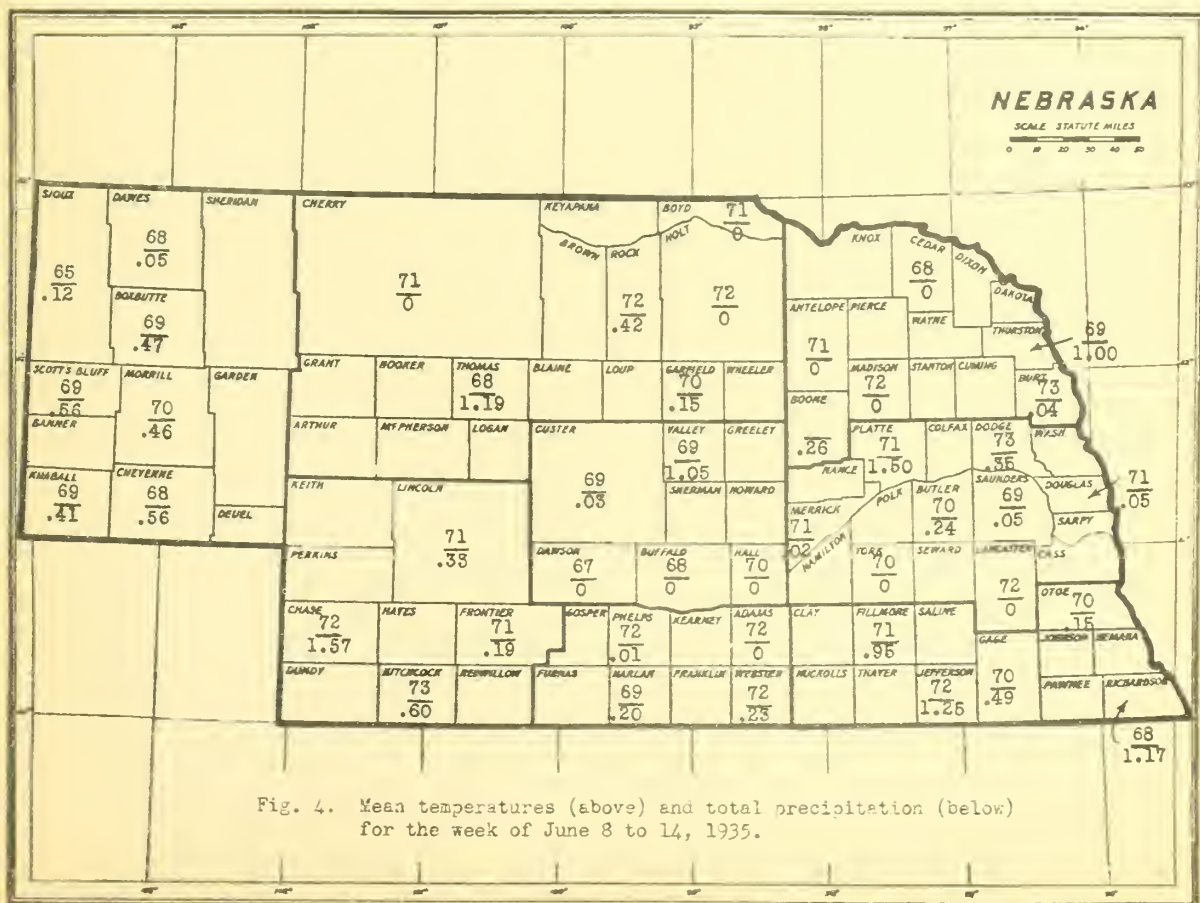 NEBRASKA
SCALE STATUTE MILES
0 10 20 30 40 50
SIOUX
65
.12
DAWES
68
.05
SHERIDAN
CHERRY
71
0
KEYAPAHA
BOYD
71
0
BROWN
ROCK
72
.42
HOLT
72
0
KNOX
CEDAR
68
0
DIXON
DAKOTA
BOXBUTTE
69
.47
ANTELOPE
71
0
PIERCE
WAYNE
THURSTON
69
1.00
SCOTTS BLUFF
69
.56
MORRILL
70
.46
GARDEN
GRANT
HOOKER
THOMAS
68
1.19
BLAINE
LOUP
GARFIELD
70
.15
WHEELER
BOONE
.26
MADISON
72
0
STANTON
CUMING
BURT
73
04
BANNER
ARTHUR
McPHERSON
LOGAN
CUSTER
69
.03
VALLEY
69
1.05
GREELEY
NANCE
PLATTE
71
1.50
COLFAX
DODGE
73
.35
WASH.
KIMBALL
69
.41
CHEYENNE
68
.56
DEUEL
KEITH
LINCOLN
71
.33
SHERMAN
HOWARD
MERRICK
71
02
POLK
BUTLER
70
.24
SAUNDERS
69
.05
DOUGLAS
71
.05
SARPY
PERKINS
DAWSON
67
0
BUFFALO
68
0
HALL
70
0
HAMILTON
YORK
70
0
SEWARD
LANCASTER
72
0
CASS
OTOE
70
.15
CHASE
72
1.57
HAYES
FRONTIER
71
.19
GOSPER
PHELPS
72
.01
KEARNEY
ADAMS
72
0
CLAY
FILLMORE
71
.95
SALINE
GAGE
70
.49
JOHNSON
NEMAHA
DUNDY
HITCHCOCK
73
.60
REDWILLOW
FURNAS
HARLAN
69
.20
FRANKLIN
WEBSTER
72
.23
NUCKOLLS
THAYER
JEFFERSON
72
1.25
PAWNEE
RICHARDSON
68
1.17
Fig. 4. Mean temperatures (above) and total precipitation (below)
for the week of June 8 to 14, 1935.